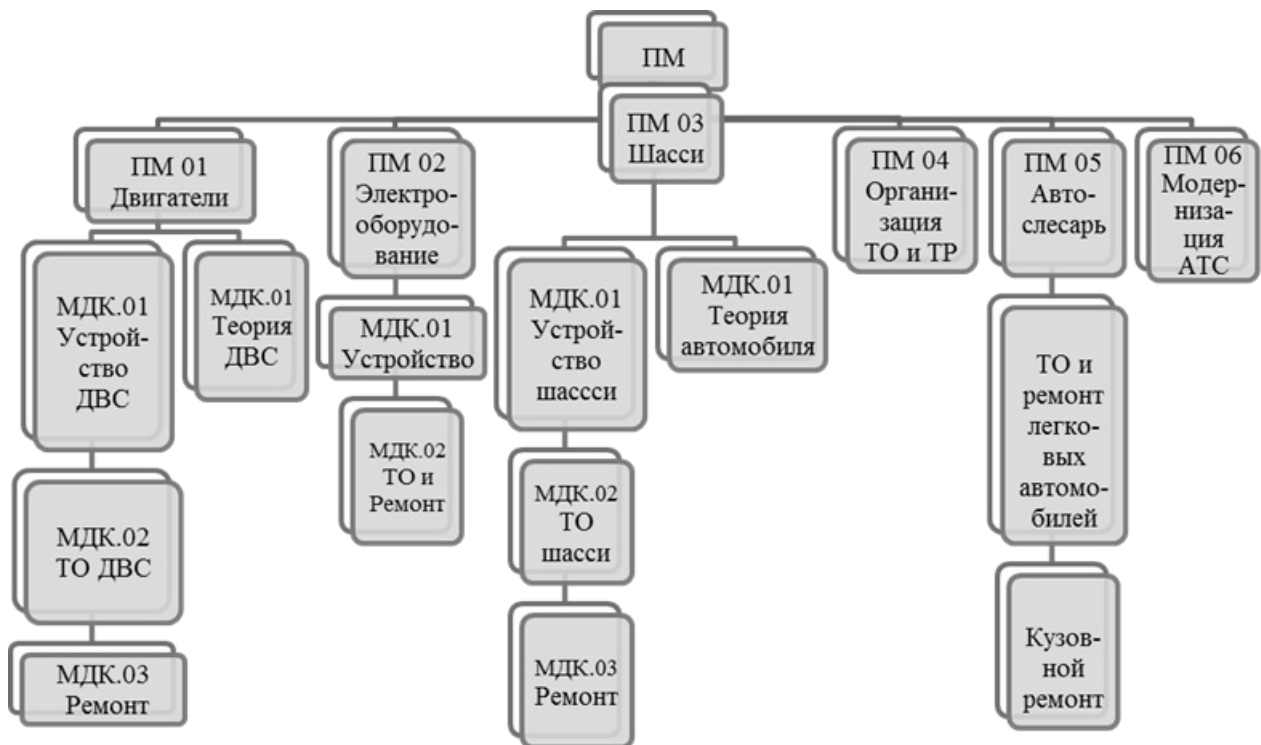 ПМ
ПМ 01
Двигатели
МДК.01
Устрой-
ство
ДВС
МДК.01
Теория
ДВС
МДК.02
ТО ДВС
МДК.03
Ремонт
ПМ 02
Электро-
оборудо-
вание
МДК.01
Устройство
МДК.02
ТО и
Ремонт
ПМ 03
Шасси
МДК.01
Устрой-
ство
шассси
МДК.01
Теория
автомобиля
МДК.02
ТО
шасси
МДК.03
Ремонт
ПМ 04
Органи-
зация
ТО и ТР
ПМ 05
Авто-
слесарь
ТО и
ремонт
легко-
вых
автомо-
билей
Кузов-
ной
ремонт
ПМ 06
Модер-
низа-
ция
АТС